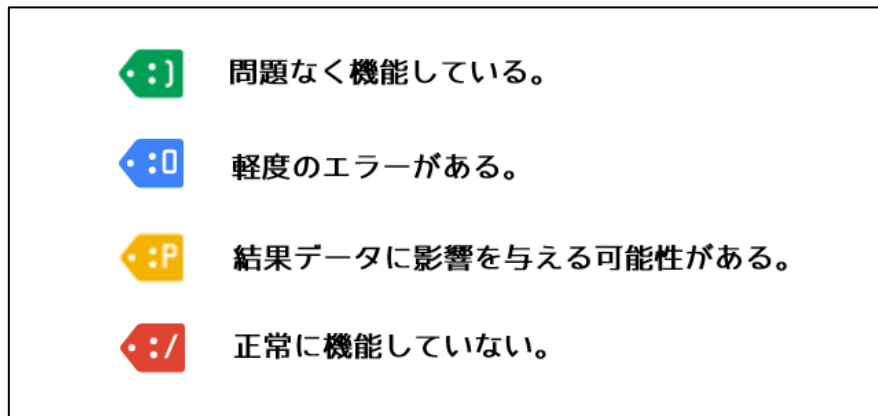 :) 問題なく機能している。
:O 軽度のエラーがある。
:P 結果データに影響を与える可能性がある。
:/ 正常に機能していない。